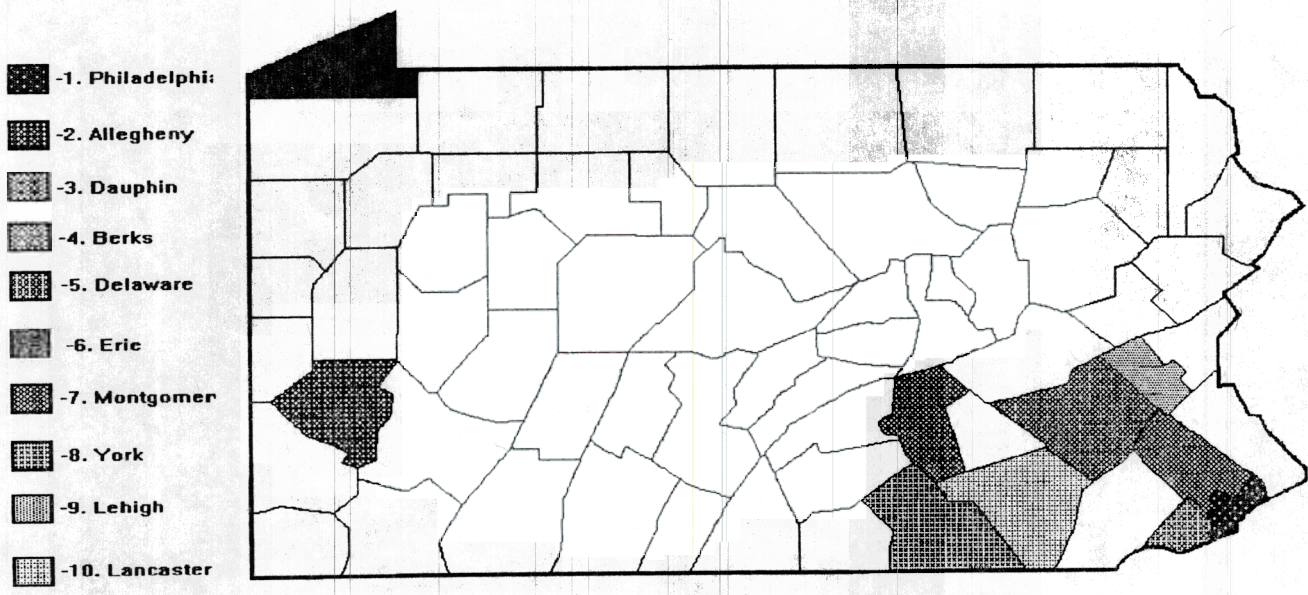 -1. Philadelphia
-2. Allegheny
-3. Dauphin
-4. Berks
-5. Delaware
-6. Erie
-7. Montgomer
-8. York
-9. Lehigh
-10. Lancaster